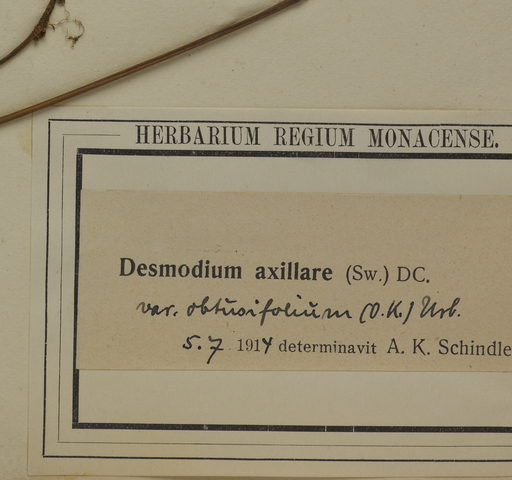 HERBARIUM REGIUM MONACENSE.
Desmodium axillare (Sw.) DC.
var. obtusifolium (O.K.) Urb.
5.7 1914 determinavit A. K. Schindle